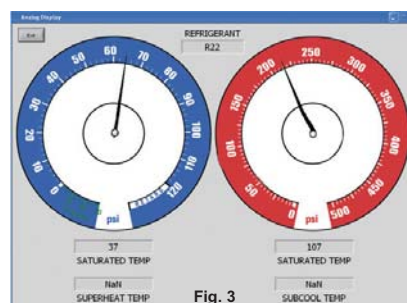 Analog Display
Exit
REFRIGERANT
R22
0 10 20 30 40 50 60 70 80 90 100 110 120
psi
0 50 100 150 200 250 300 350 400 450 500
psi
37
SATURATED TEMP
107
SATURATED TEMP
NaN
SUPERHEAT TEMP
NaN
SUBCOOL TEMP
Fig. 3